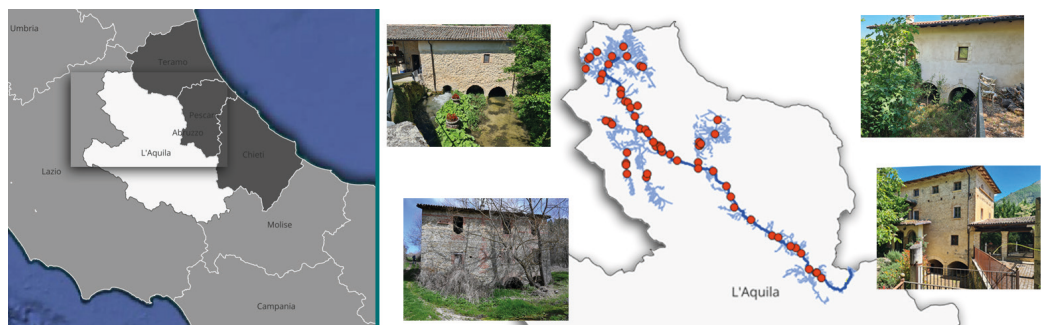 Umbria
Teramo
Pescara
Abruzzo
L'Aquila
Chieti
Lazio
Molise
Campania
L'Aquila